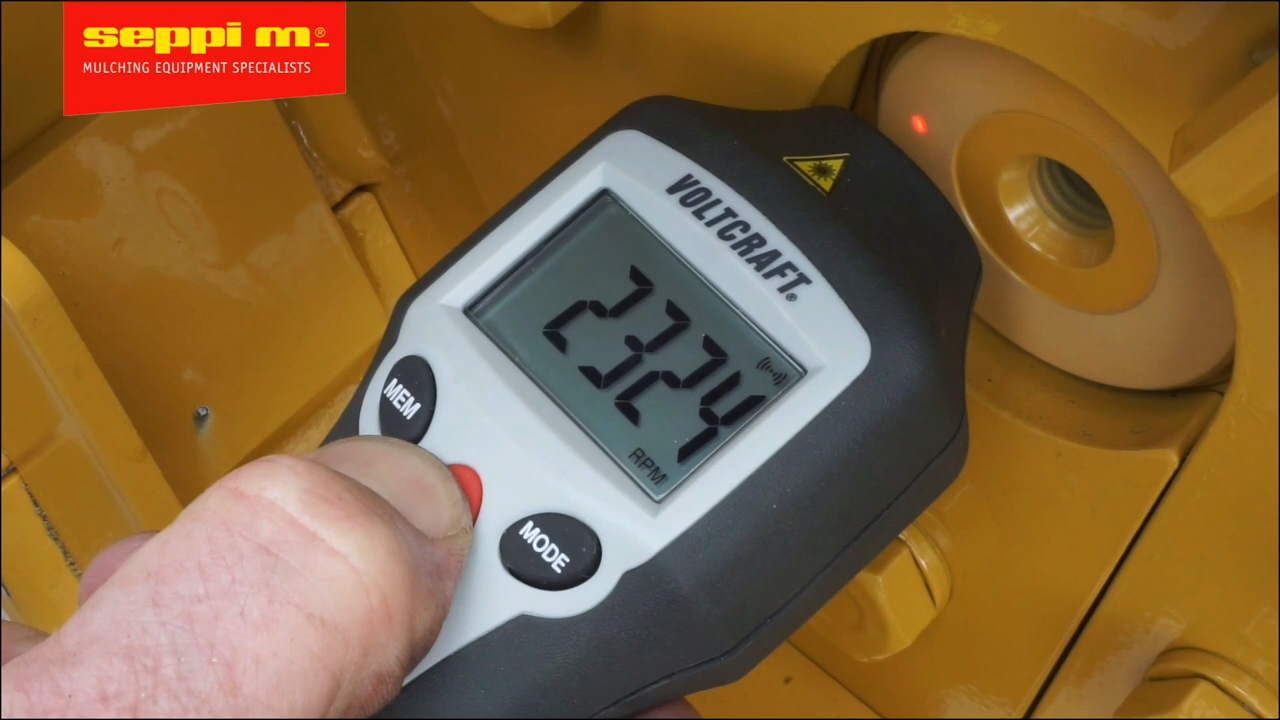 seppi m®
MULCHING EQUIPMENT SPECIALISTS
VOLTCRAFT®
2324
RPM
MEM
MODE